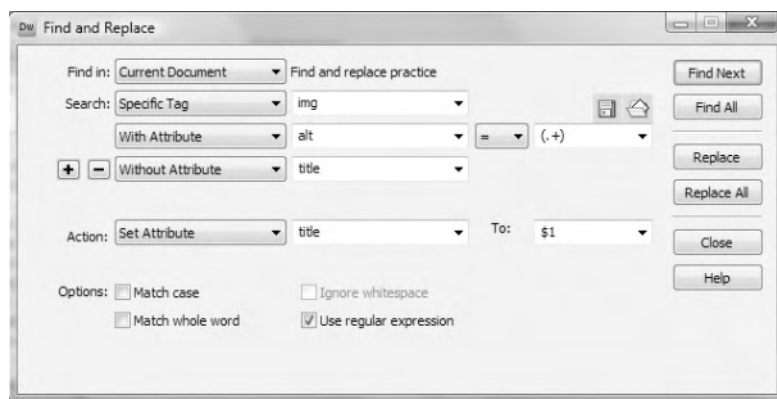 Dw Find and Replace
Find in: Current Document Find and replace practice Find Next
Search: Specific Tag img Find All
With Attribute alt = (.+)
+ - Without Attribute title Replace
Replace All
Action: Set Attribute title To: $1 Close
Options: Match case Ignore whitespace Help
Match whole word Use regular expression